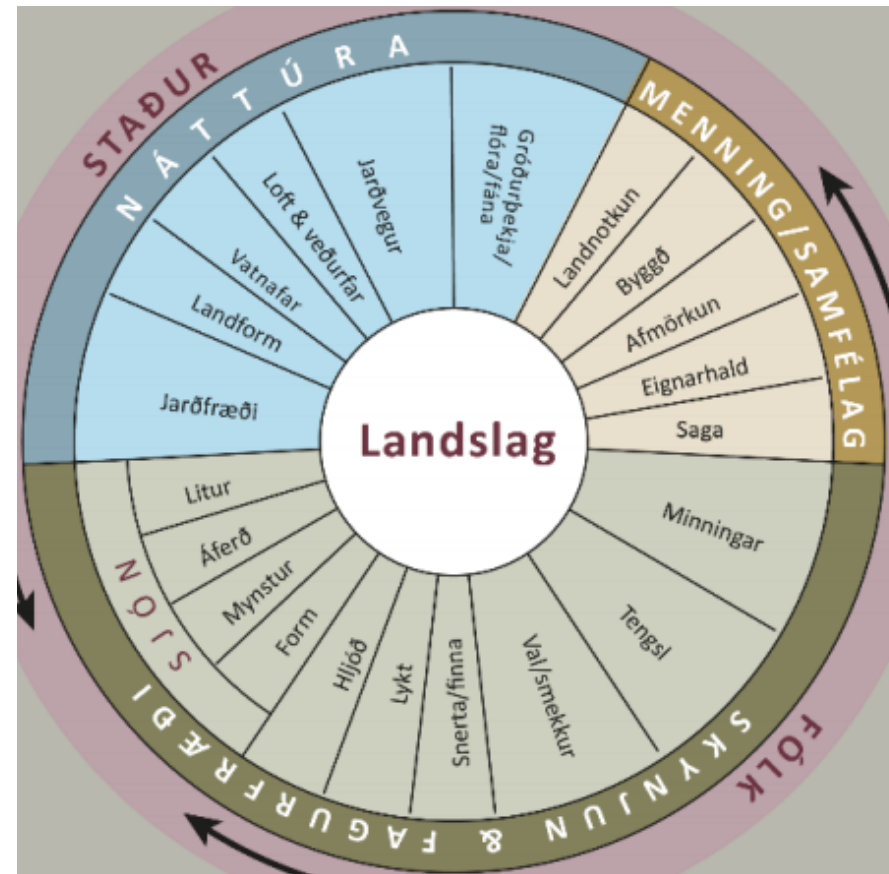 STAÐUR
NÁTTÚRA
MENNING/SAMFÉLAG
Gróðurþekja/
flóra/fána
Jarðvegur
Loft & veðurfar
Vatnafar
Landform
Jarðfræði
Landnotkun
Byggð
Afmörkun
Eignarhald
Saga
Landslag
Litur
Áferð
Mynstur
Form
SJÓN
Hljóð
Lykt
Snerta/finna
Val/smekkur
Tengsl
Minningar
SKYNJUN & FAGURFRÆÐI
FÓLK